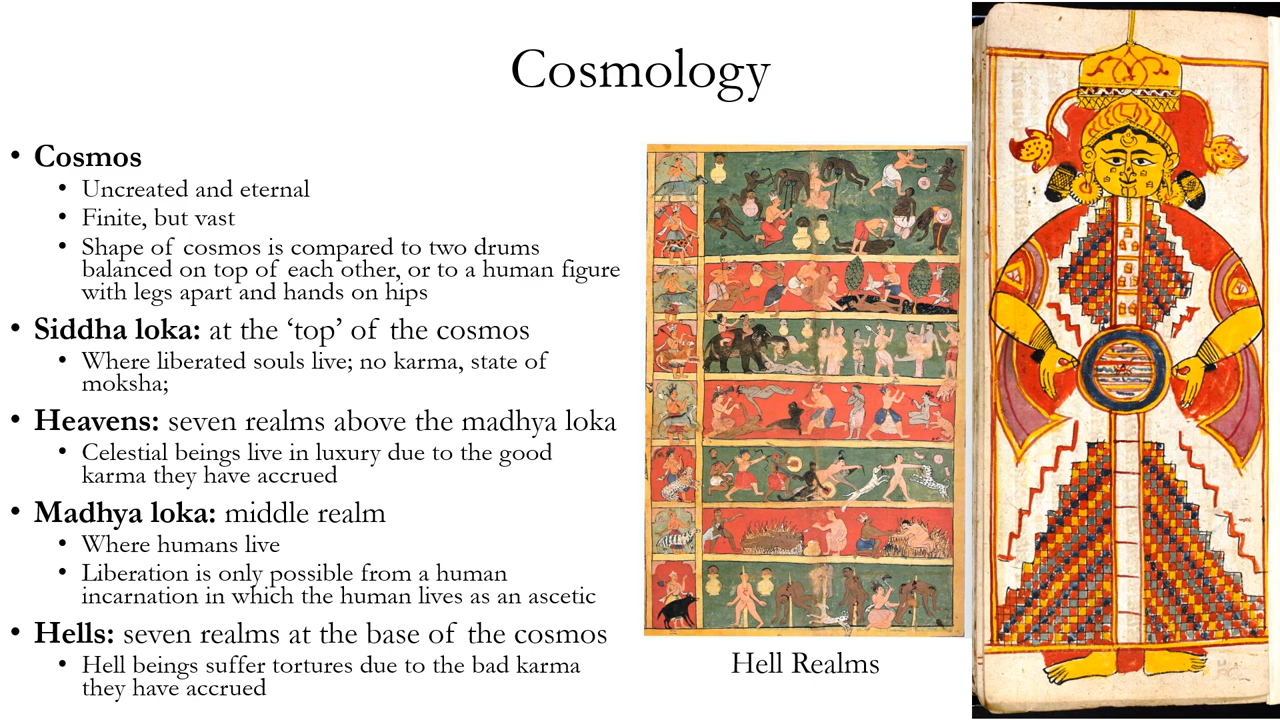 Cosmology
• Cosmos
• Uncreated and eternal
• Finite, but vast
• Shape of cosmos is compared to two drums
balanced on top of each other, or to a human figure
with legs apart and hands on hips
• Siddha loka: at the ‘top’ of the cosmos
• Where liberated souls live; no karma, state of
moksha;
• Heavens: seven realms above the madhya loka
• Celestial beings live in luxury due to the good
karma they have accrued
• Madhya loka: middle realm
• Where humans live
• Liberation is only possible from a human
incarnation in which the human lives as an ascetic
• Hells: seven realms at the base of the cosmos
• Hell beings suffer tortures due to the bad karma
they have accrued
Hell Realms